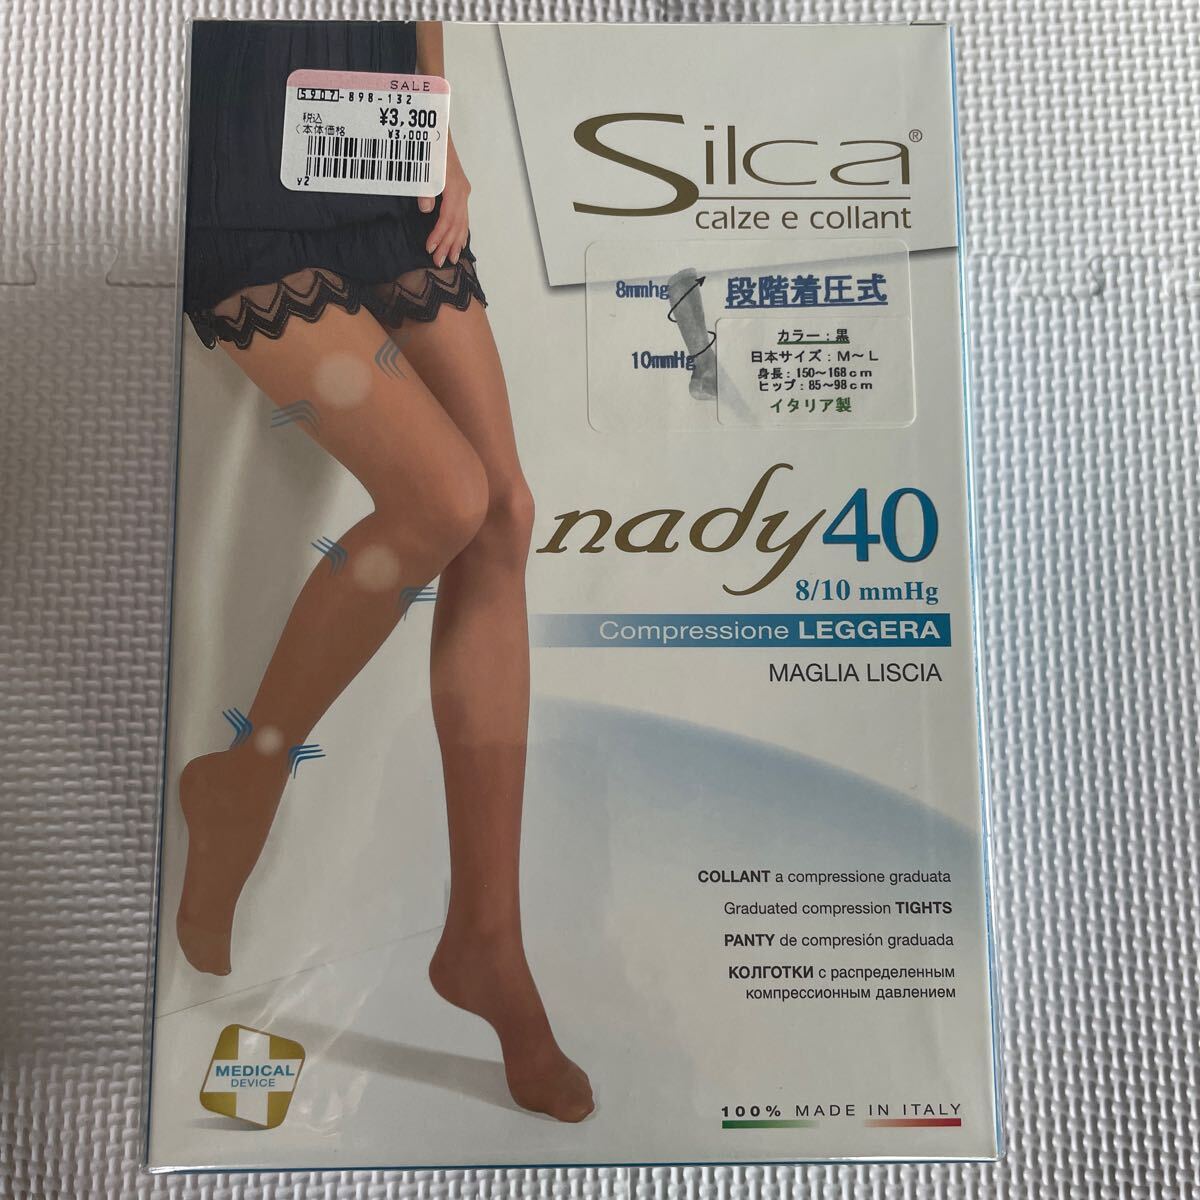 SALE
5907-898-132
税込 ¥3,300
(本体価格 ¥3,000)
Y2
Silca®
calze e collant
8mmhg
段階着圧式
10mmHg
カラー:黒
日本サイズ:M～L
身長:150～168cm
ヒップ:85～98cm
イタリア製
nady40
8/10 mmHg
Compressione LEGGERA
MAGLIA LISCIA
COLLANT a compressione graduata
Graduated compression TIGHTS
PANTY de compresión graduada
КОЛГОТКИ с распределенным
компрессионным давлением
MEDICAL
DEVICE
100% MADE IN ITALY